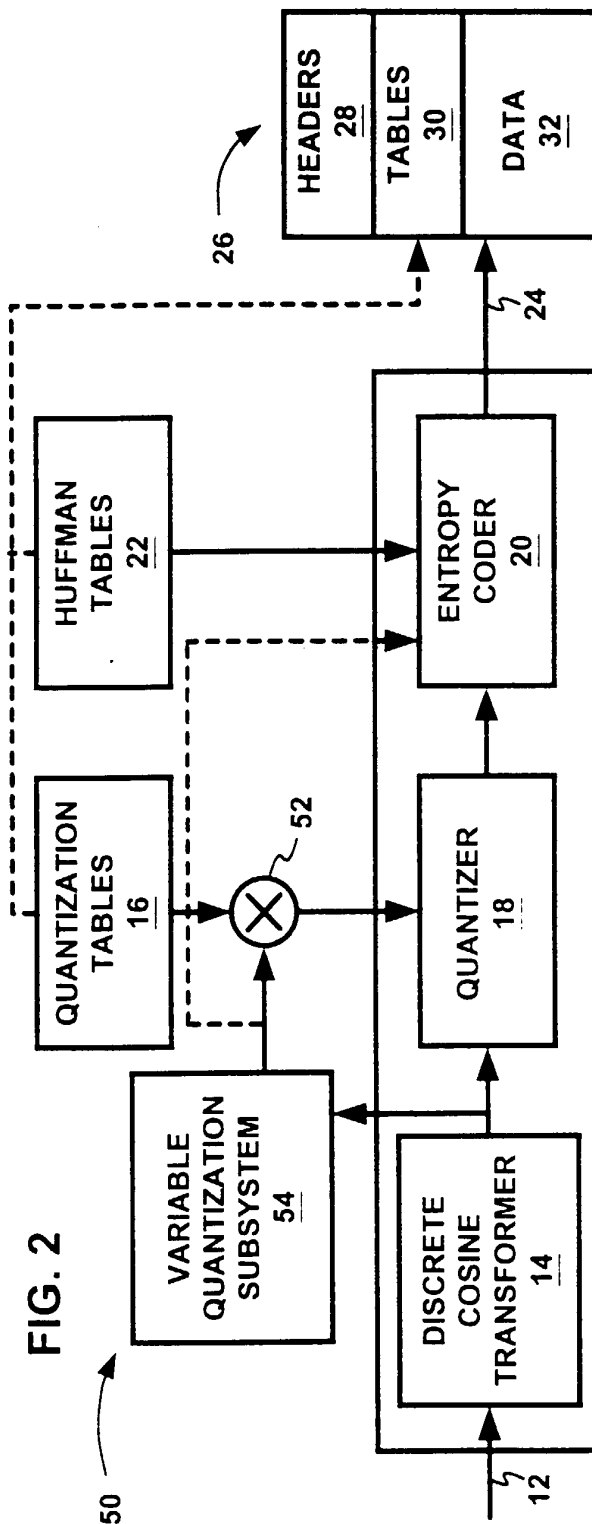 FIG. 2
50
VARIABLE
QUANTIZATION
SUBSYSTEM
54
QUANTIZATION
TABLES
16
HUFFMAN
TABLES
22
52
26
HEADERS
28
TABLES
30
DATA
32
12
DISCRETE
COSINE
TRANSFORMER
14
QUANTIZER
18
ENTROPY
CODER
20
24